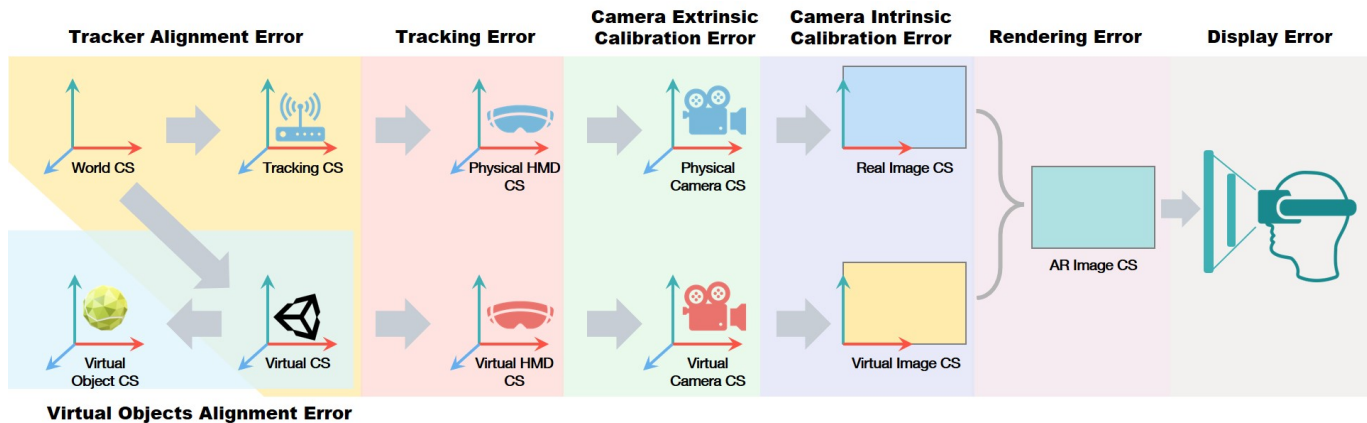 Tracker Alignment Error
Tracking Error
Camera Extrinsic
Calibration Error
Camera Intrinsic
Calibration Error
Rendering Error
Display Error
World CS
Tracking CS
Physical HMD
CS
Physical
Camera CS
Real Image CS
AR Image CS
Virtual
Object CS
Virtual CS
Virtual HMD
CS
Virtual
Camera CS
Virtual Image CS
Virtual Objects Alignment Error